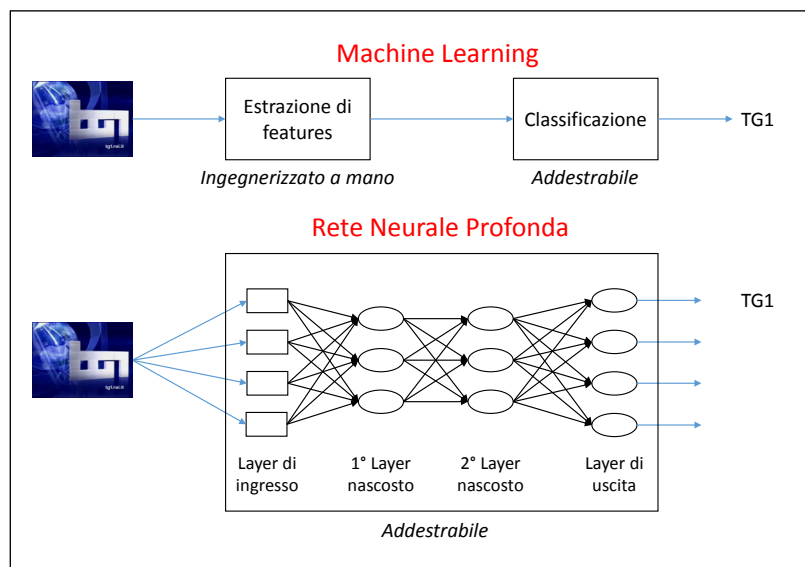 Machine Learning
Estrazione di
features
Classificazione
TG1
tg1.rai.it
Ingegnerizzato a mano
Addestrabile
Rete Neurale Profonda
TG1
tg1.rai.it
Layer di
ingresso
1° Layer
nascosto
2° Layer
nascosto
Layer di
uscita
Addestrabile